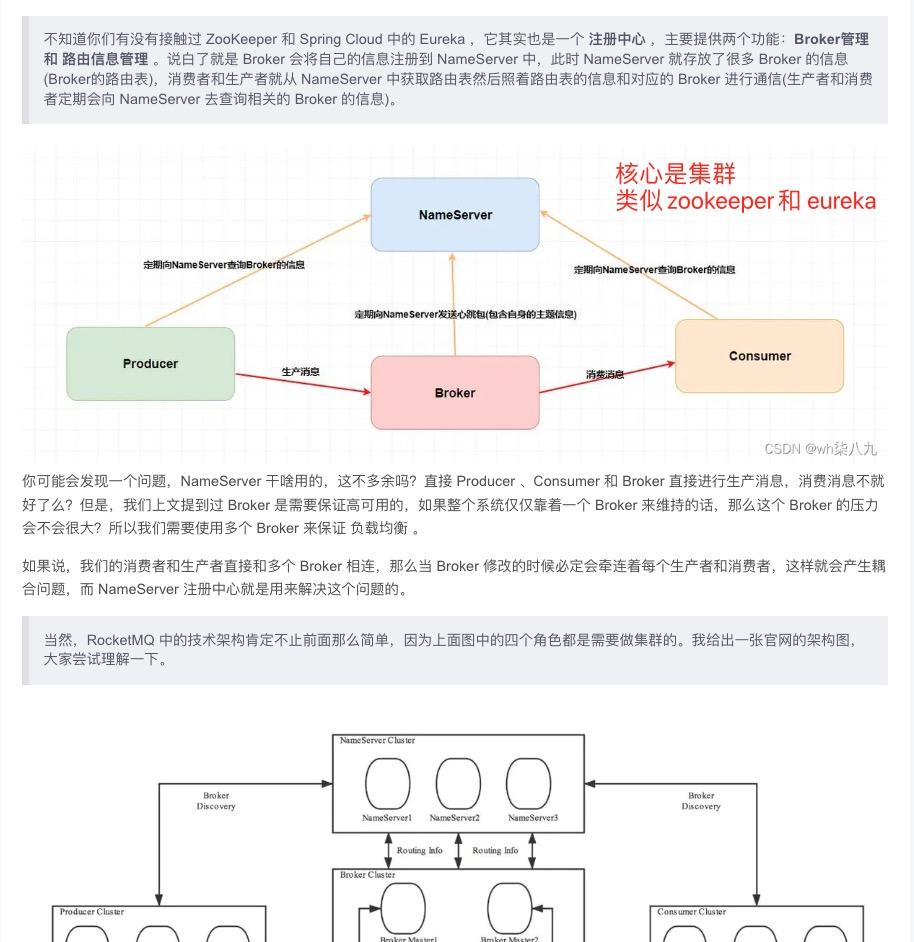 不知道你们有没有接触过 ZooKeeper 和 Spring Cloud 中的 Eureka ，它其实也是一个 注册中心 ，主要提供两个功能：Broker管理
和 路由信息管理 。说白了就是 Broker 会将自己的信息注册到 NameServer 中，此时 NameServer 就存放了很多 Broker 的信息
(Broker的路由表)，消费者和生产者就从 NameServer 中获取路由表然后照着路由表的信息和对应的 Broker 进行通信(生产者和消费
者定期会向 NameServer 去查询相关的 Broker 的信息)。
核心是集群
类似 zookeeper 和 eureka
NameServer
定期向NameServer查询Broker的信息
定期向NameServer查询Broker的信息
定期向NameServer发送心跳包(包含自身的主题信息)
Producer
生产消息
Broker
消费消息
Consumer
CSDN @wh柒八九
你可能会发现一个问题，NameServer 干啥用的，这不多余吗？直接 Producer 、Consumer 和 Broker 直接进行生产消息，消费消息不就
好了么？但是，我们上文提到过 Broker 是需要保证高可用的，如果整个系统仅仅靠着一个 Broker 来维持的话，那么这个 Broker 的压力
会不会很大？所以我们需要使用多个 Broker 来保证 负载均衡 。
如果说，我们的消费者和生产者直接和多个 Broker 相连，那么当 Broker 修改的时候必定会牵连着每个生产者和消费者，这样就会产生耦
合问题，而 NameServer 注册中心就是用来解决这个问题的。
当然，RocketMQ 中的技术架构肯定不止前面那么简单，因为上面图中的四个角色都是需要做集群的。我给出一张官网的架构图，
大家尝试理解一下。
NameServer Cluster
NameServer1 NameServer2 NameServer3
Broker
Discovery
Broker
Discovery
Routing Info
Routing Info
Broker Cluster
Broker Master1 Broker Master2
Producer Cluster
Consumer Cluster